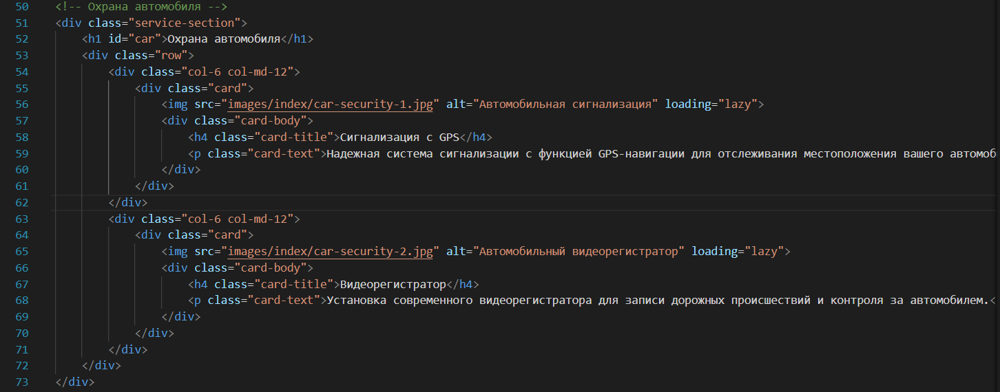 50 <!-- Охрана автомобиля -->
51 <div class="service-section">
52 <h1 id="car">Охрана автомобиля</h1>
53 <div class="row">
54 <div class="col-6 col-md-12">
55 <div class="card">
56 <img src="images/index/car-security-1.jpg" alt="Автомобильная сигнализация" loading="lazy">
57 <div class="card-body">
58 <h4 class="card-title">Сигнализация с GPS</h4>
59 <p class="card-text">Надежная система сигнализации с функцией GPS-навигации для отслеживания местоположения вашего автомоб
60 </div>
61 </div>
62 </div>
63 <div class="col-6 col-md-12">
64 <div class="card">
65 <img src="images/index/car-security-2.jpg" alt="Автомобильный видеорегистратор" loading="lazy">
66 <div class="card-body">
67 <h4 class="card-title">Видеорегистратор</h4>
68 <p class="card-text">Установка современного видеорегистратора для записи дорожных происшествий и контроля за автомобилем.<
69 </div>
70 </div>
71 </div>
72 </div>
73 </div>